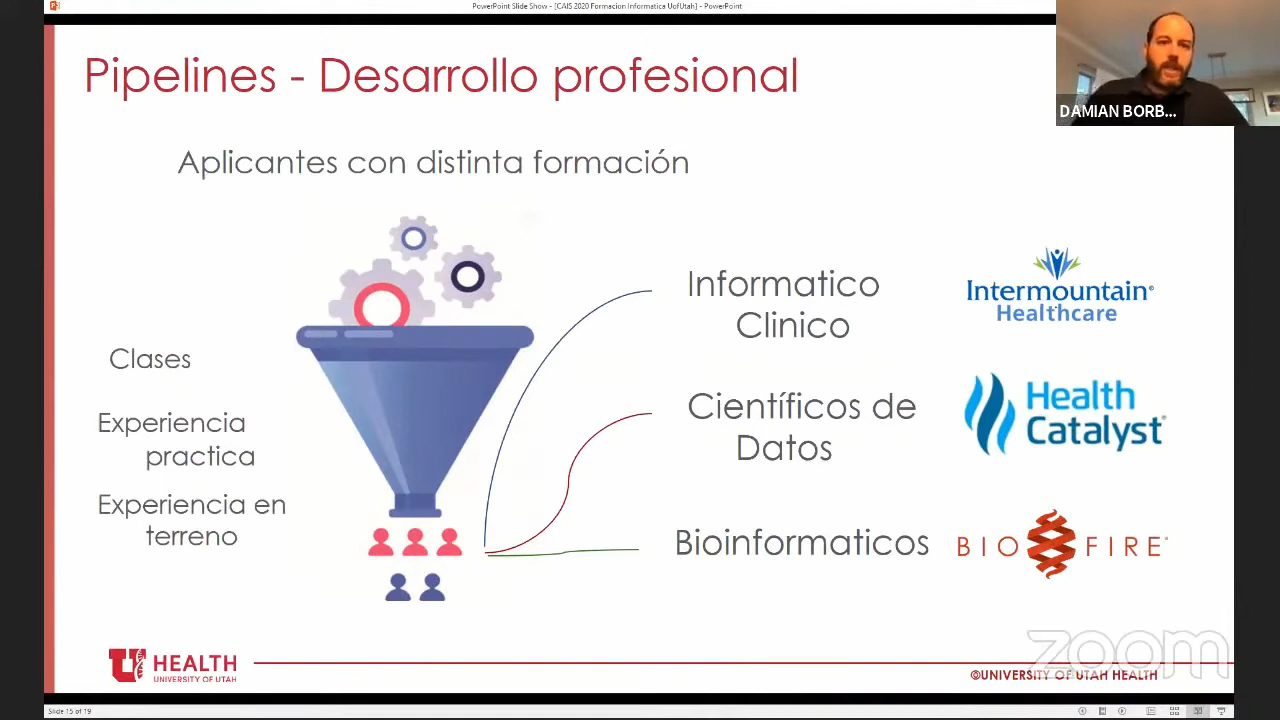 PowerPoint Slide Show - [CAIS 2020 Formacion Informatica UofUtah] - PowerPoint
Pipelines - Desarrollo profesional
DAMIAN BORB...
Aplicantes con distinta formación
Clases
Experiencia
practica
Experiencia en
terreno
Informatico
Clinico
Intermountain®
Healthcare
Científicos de
Datos
Health
Catalyst®
Bioinformaticos
BIO FIRE
U HEALTH
UNIVERSITY OF UTAH
zoom
©UNIVERSITY OF UTAH HEALTH
Slide 15 of 19